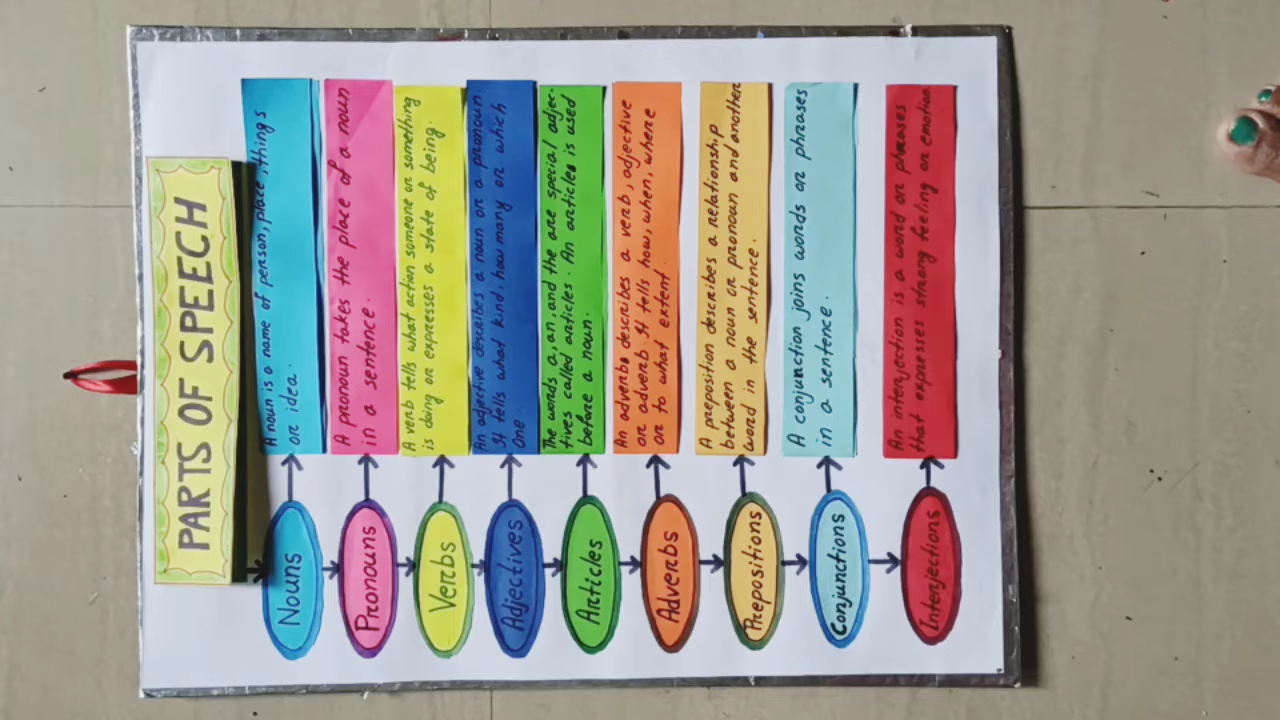 PARTS OF SPEECH
Nouns
A noun is a name of person, place, things
or idea.
Pronouns
A pronoun takes the place of a noun
in a sentence.
Verbs
A verb tells what action someone or something
is doing or expresses a state of being.
Adjectives
An adjective describes a noun or a pronoun.
It tells what kind, how many or which
One.
Articles
The words a, an, and the are special adjec-
tives called articles. An articles is used
before a noun.
Adverbs
An adverbs describes a verb, adjective
or adverb. It tells how, when, where
or to what extent.
Prepositions
A preposition describes a relationship
between a noun or pronoun and another
word in the sentence.
Conjunctions
A conjunction joins words or phrases
in a sentence.
Interjections
An interjection is a word or phrases
that expresses strong feeling or emotion.